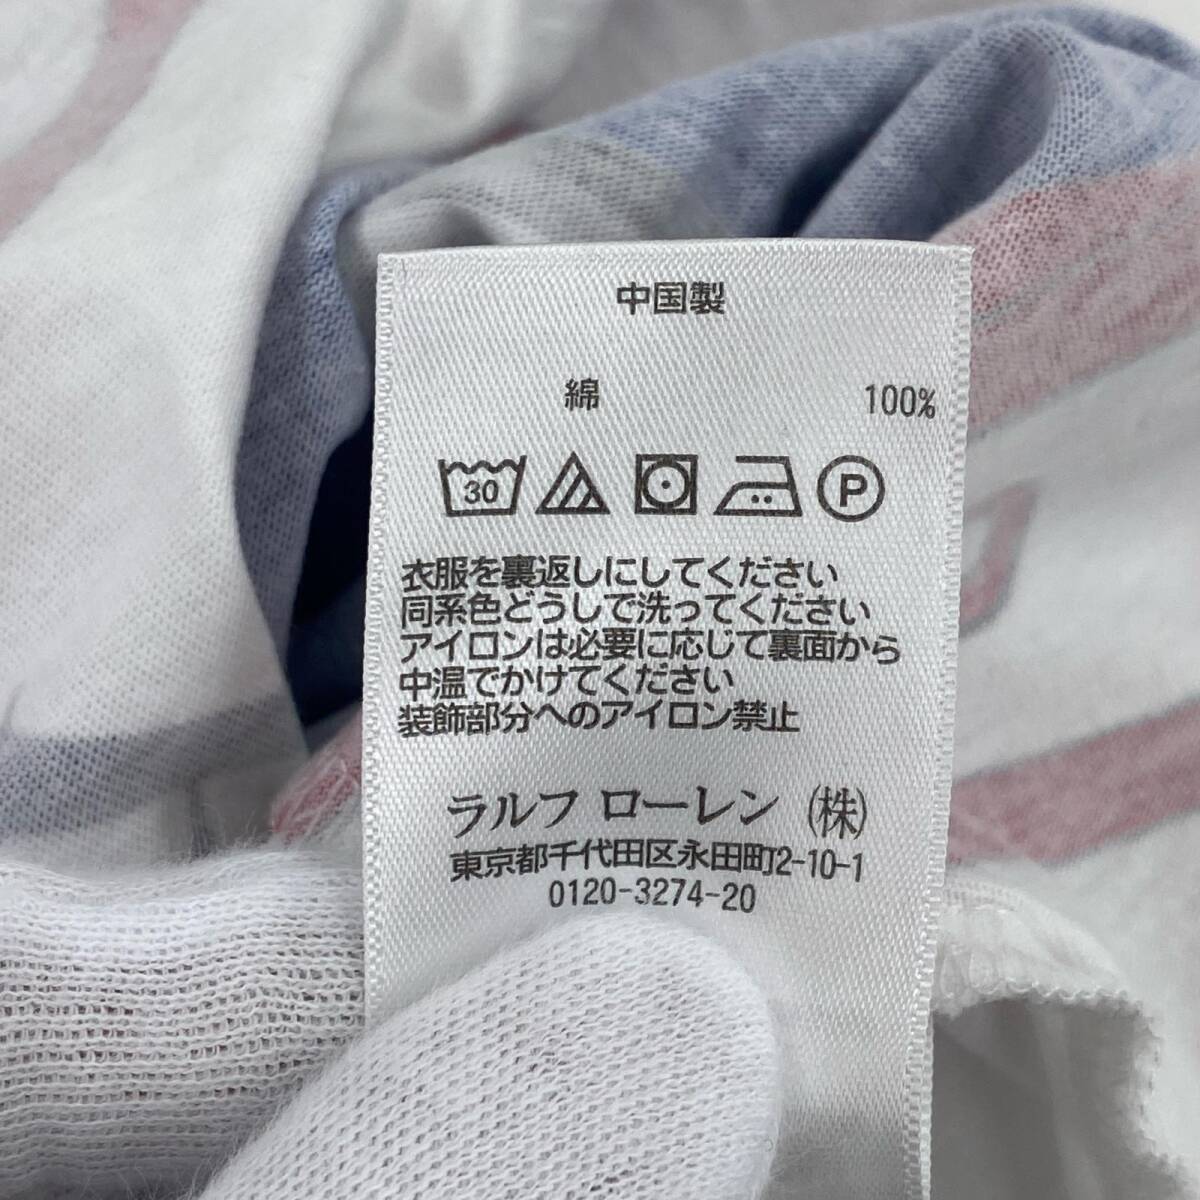 中国製
綿 100%
30 P
衣服を裏返しにしてください
同系色どうしで洗ってください
アイロンは必要に応じて裏面から
中温でかけてください
装飾部分へのアイロン禁止
ラルフ ローレン (株)
東京都千代田区永田町2-10-1
0120-3274-20